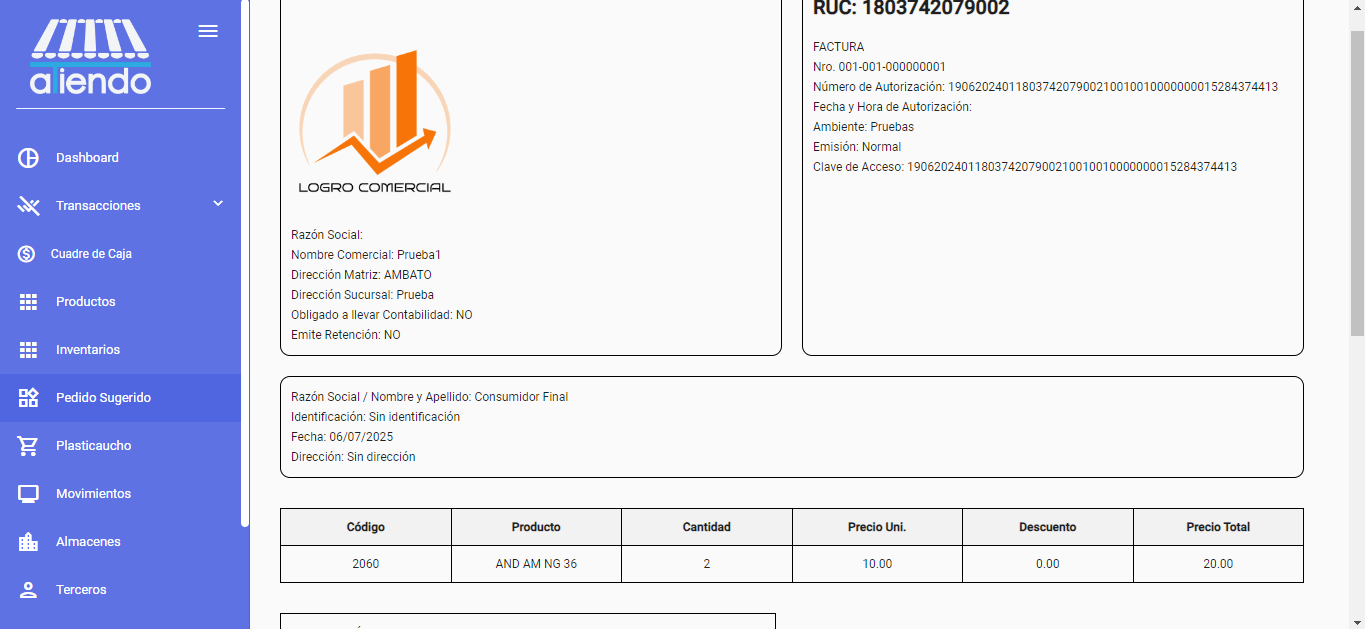 aTiendo
Dashboard
Transacciones
Cuadre de Caja
Productos
Inventarios
Pedido Sugerido
Plasticaucho
Movimientos
Almacenes
Terceros
LOGRO COMERCIAL
Razón Social:
Nombre Comercial: Prueba1
Dirección Matriz: AMBATO
Dirección Sucursal: Prueba
Obligado a llevar Contabilidad: NO
Emite Retención: NO
RUC: 1803742079002
FACTURA
Nro. 001-001-000000001
Número de Autorización: 1906202401180374207900210010010000000015284374413
Fecha y Hora de Autorización:
Ambiente: Pruebas
Emisión: Normal
Clave de Acceso: 1906202401180374207900210010010000000015284374413
Razón Social / Nombre y Apellido: Consumidor Final
Identificación: Sin identificación
Fecha: 06/07/2025
Dirección: Sin dirección
Código Producto Cantidad Precio Uni. Descuento Precio Total
2060 AND AM NG 36 2 10.00 0.00 20.00